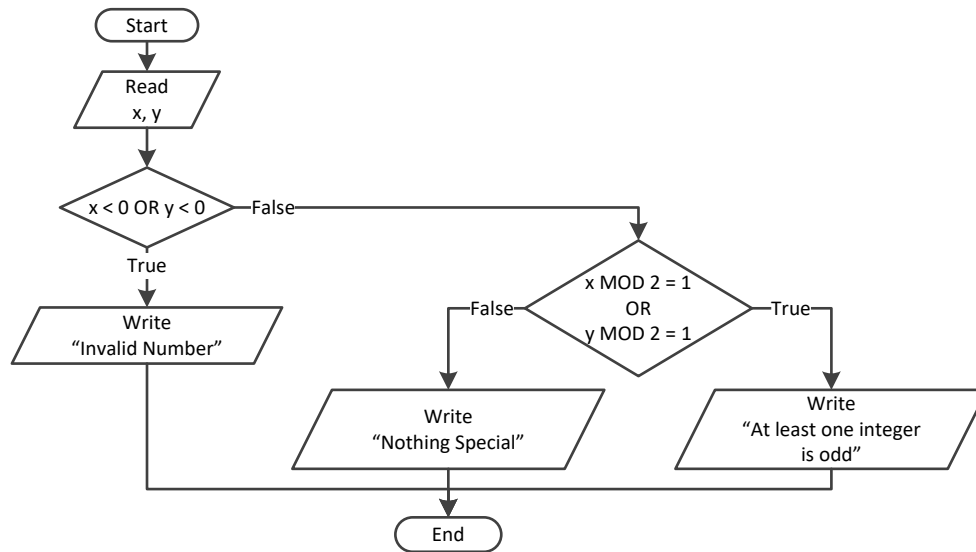 Start
Read
x, y
x < 0 OR y < 0
False
True
Write
“Invalid Number”
x MOD 2 = 1
OR
y MOD 2 = 1
False
True
Write
“Nothing Special”
Write
“At least one integer
is odd”
End